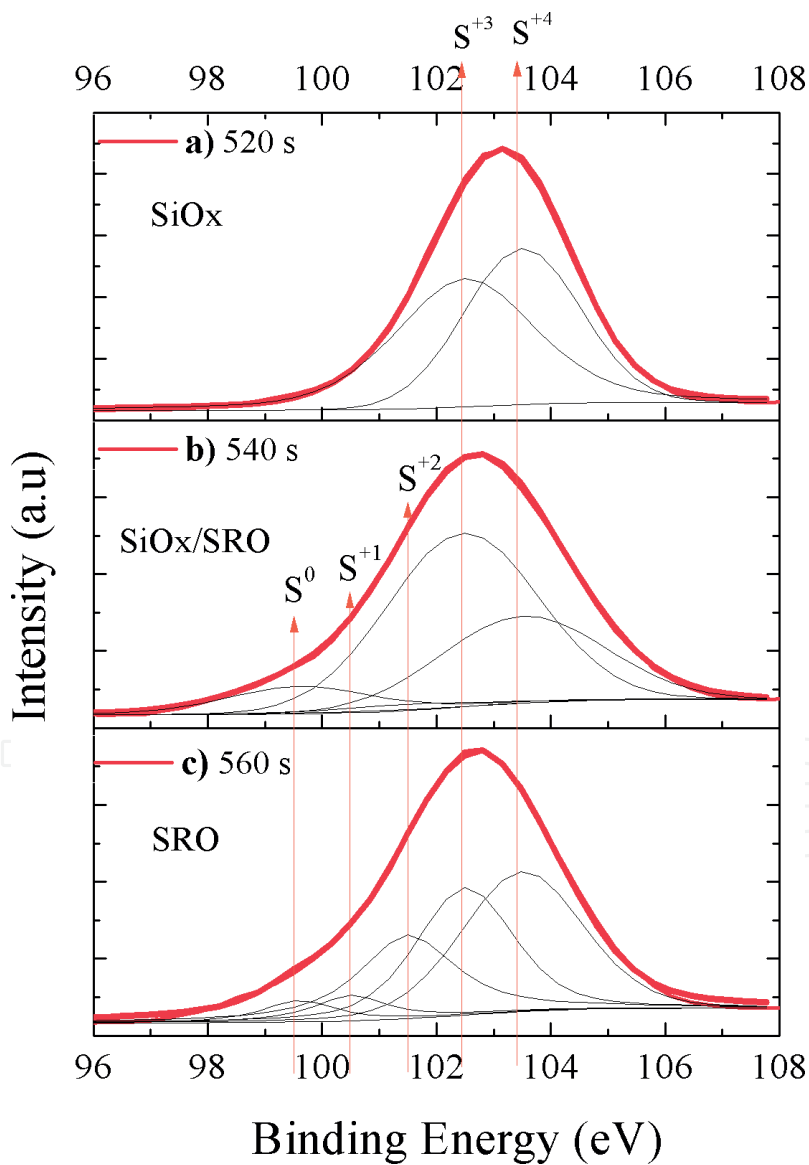 S+3 S+4
96 98 100 102 104 106 108
a) 520 s
SiOx
b) 540 s
S+2
SiOx/SRO
S+1
S0
c) 560 s
SRO
Intensity (a.u)
96 98 100 102 104 106 108
Binding Energy (eV)